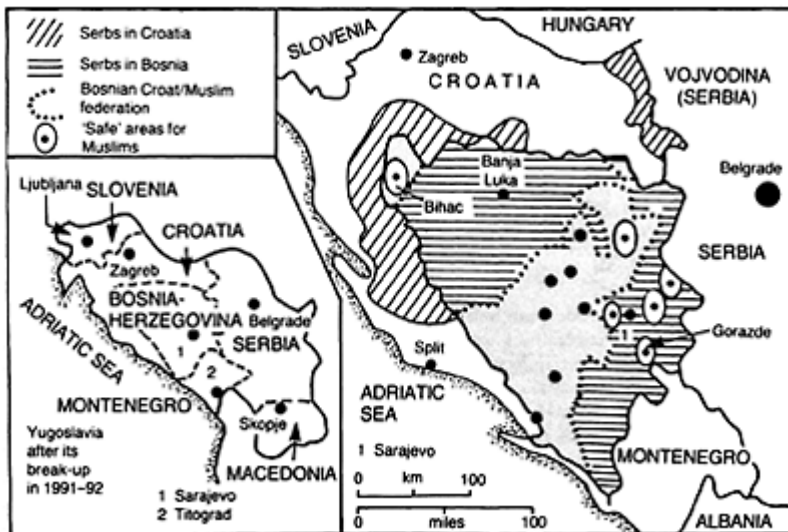 Serbs in Croatia
Serbs in Bosnia
Bosnian Croat/Muslim
federation
'Safe' areas for
Muslims
Ljubljana
SLOVENIA
CROATIA
Zagreb
BOSNIA-
HERZEGOVINA
Belgrade
SERBIA
1
2
ADRIATIC SEA
MONTENEGRO
Skopje
MACEDONIA
Yugoslavia
after its
break-up
in 1991-92
1 Sarajevo
2 Titograd
SLOVENIA
HUNGARY
Zagreb
CROATIA
VOJVODINA
(SERBIA)
Belgrade
Banja
Luka
Bihac
SERBIA
1
Gorazde
Split
ADRIATIC
SEA
1 Sarajevo
MONTENEGRO
ALBANIA
0 km 100
0 miles 100